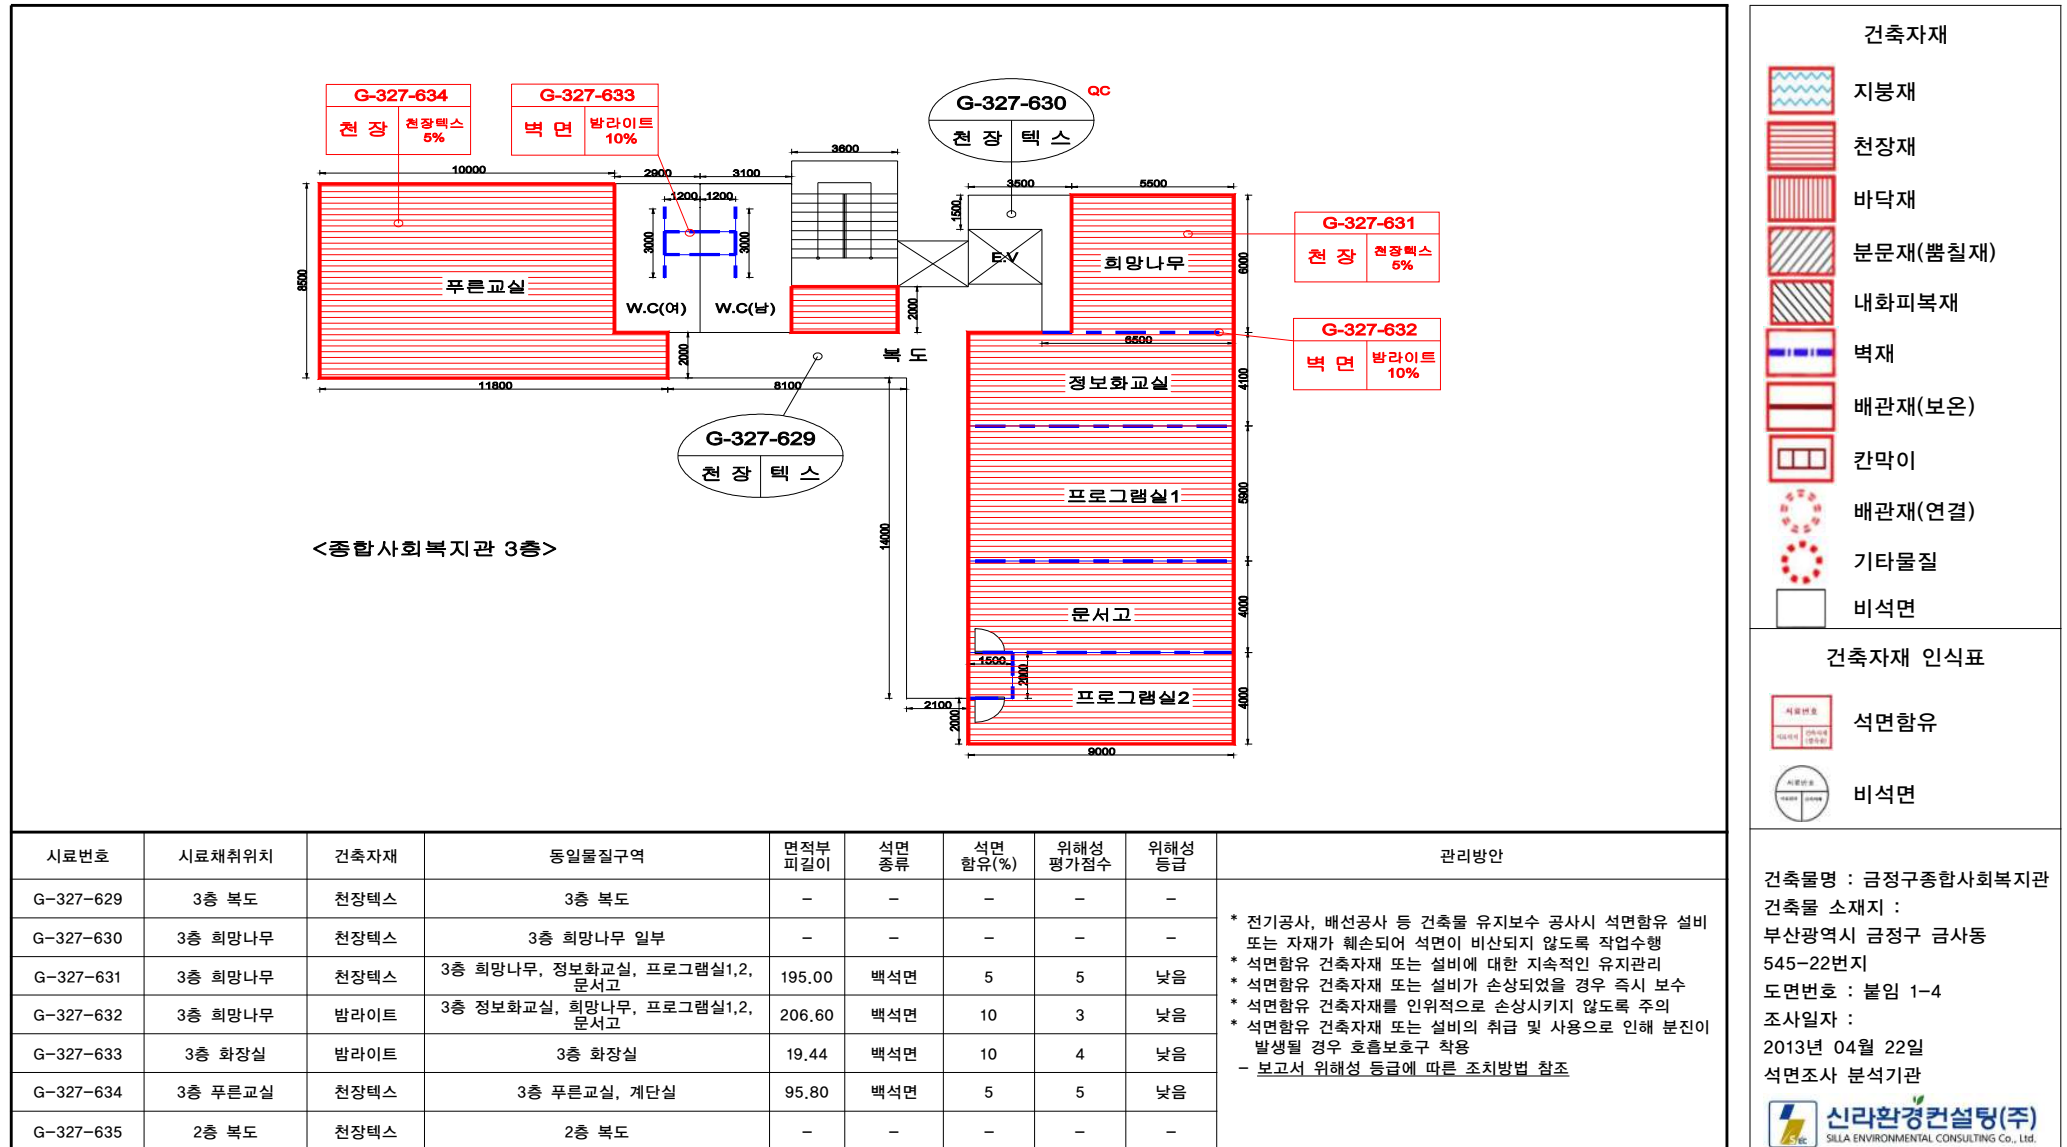 G-327-634
천 장
천장텍스
5%
G-327-633
벽 면
밤라이트
10%
G-327-630
QC
천 장
텍 스
10000
2900
3100
3600
3500
5500
1200
1200
3000
3000
1500
8500
푸른교실
W.C(여)
W.C(남)
E.V
희망나무
6000
2000
2000
6500
복 도
11800
8100
G-327-631
천 장
천장텍스
5%
G-327-632
벽 면
밤라이트
10%
G-327-629
천 장
텍 스
정보화교실
4100
프로그램실1
5900
14000
<종합사회복지관 3층>
문서고
4000
1500
2000
프로그램실2
4000
2100
2000
9000
건축자재
지붕재
천장재
바닥재
분문재(뿜칠재)
내화피복재
벽재
배관재(보온)
칸막이
배관재(연결)
기타물질
비석면
건축자재 인식표
시료번호
석면함유
시료번호
비석면
시료번호 시료채취위치 건축자재 동일물질구역 면적부피길이 석면종류 석면함유(%) 위해성평가점수 위해성등급 관리방안
G-327-629 3층 복도 천장텍스 3층 복도 - - - - -
G-327-630 3층 희망나무 천장텍스 3층 희망나무 일부 - - - - -
G-327-631 3층 희망나무 천장텍스 3층 희망나무, 정보화교실, 프로그램실1,2, 문서고 195.00 백석면 5 5 낮음
G-327-632 3층 희망나무 밤라이트 3층 정보화교실, 희망나무, 프로그램실1,2, 문서고 206.60 백석면 10 3 낮음
G-327-633 3층 화장실 밤라이트 3층 화장실 19.44 백석면 10 4 낮음
G-327-634 3층 푸른교실 천장텍스 3층 푸른교실, 계단실 95.80 백석면 5 5 낮음
G-327-635 2층 복도 천장텍스 2층 복도 - - - - -
* 전기공사, 배선공사 등 건축물 유지보수 공사시 석면함유 설비
또는 자재가 훼손되어 석면이 비산되지 않도록 작업수행
* 석면함유 건축자재 또는 설비에 대한 지속적인 유지관리
* 석면함유 건축자재 또는 설비가 손상되었을 경우 즉시 보수
* 석면함유 건축자재를 인위적으로 손상시키지 않도록 주의
* 석면함유 건축자재 또는 설비의 취급 및 사용으로 인해 분진이
발생될 경우 호흡보호구 착용
- 보고서 위해성 등급에 따른 조치방법 참조
건축물명 : 금정구종합사회복지관
건축물 소재지 :
부산광역시 금정구 금사동
545-22번지
도면번호 : 붙임 1-4
조사일자 :
2013년 04월 22일
석면조사 분석기관
신라환경컨설팅(주)
SILLA ENVIRONMENTAL CONSULTING Co., Ltd.